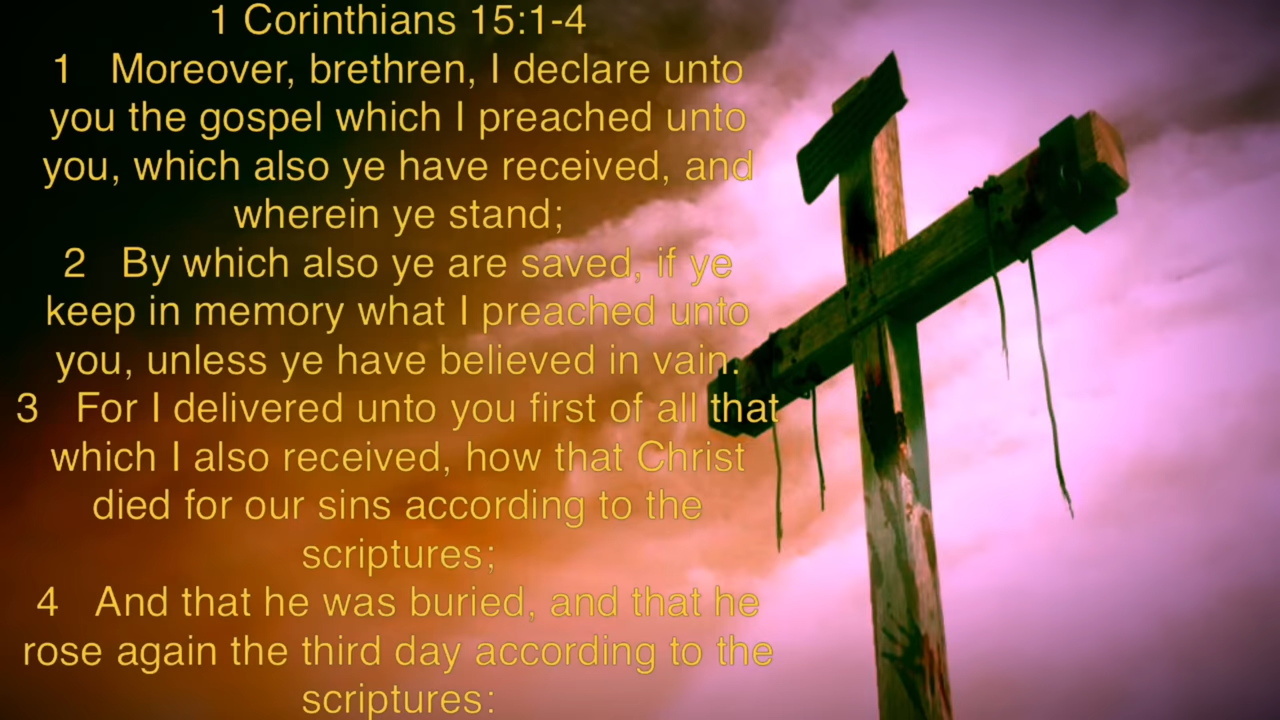 1 Corinthians 15:1-4
1 Moreover, brethren, I declare unto
you the gospel which I preached unto
you, which also ye have received, and
wherein ye stand;
2 By which also ye are saved, if ye
keep in memory what I preached unto
you, unless ye have believed in vain.
3 For I delivered unto you first of all that
which I also received, how that Christ
died for our sins according to the
scriptures;
4 And that he was buried, and that he
rose again the third day according to the
scriptures: